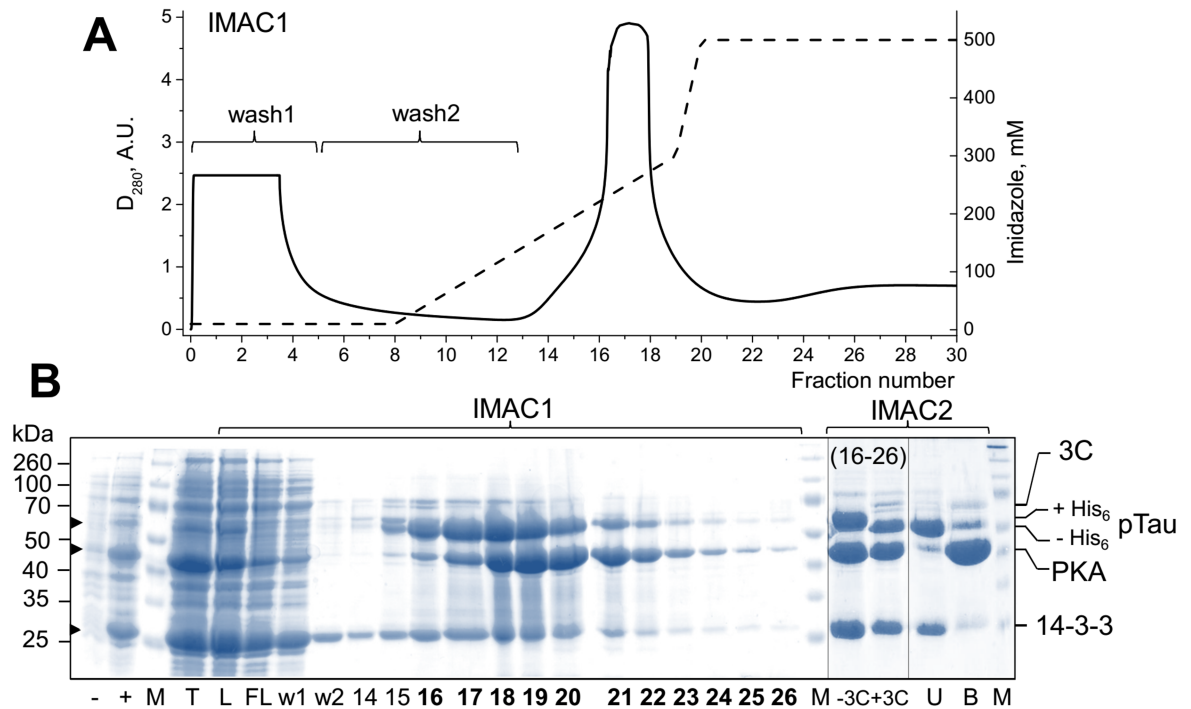 A
IMAC1
5
4
3
2
1
0
D280, A.U.
wash1
wash2
500
400
300
200
100
0
Imidazole, mM
0 2 4 6 8 10 12 14 16 18 20 22 24 26 28 30
Fraction number
B
IMAC1
IMAC2
kDa
260
100
70
50
40
35
25
(16-26)
3C
+ His6
- His6
pTau
PKA
14-3-3
- + M T L FL w1 w2 14 15 16 17 18 19 20 21 22 23 24 25 26 M -3C +3C U B M